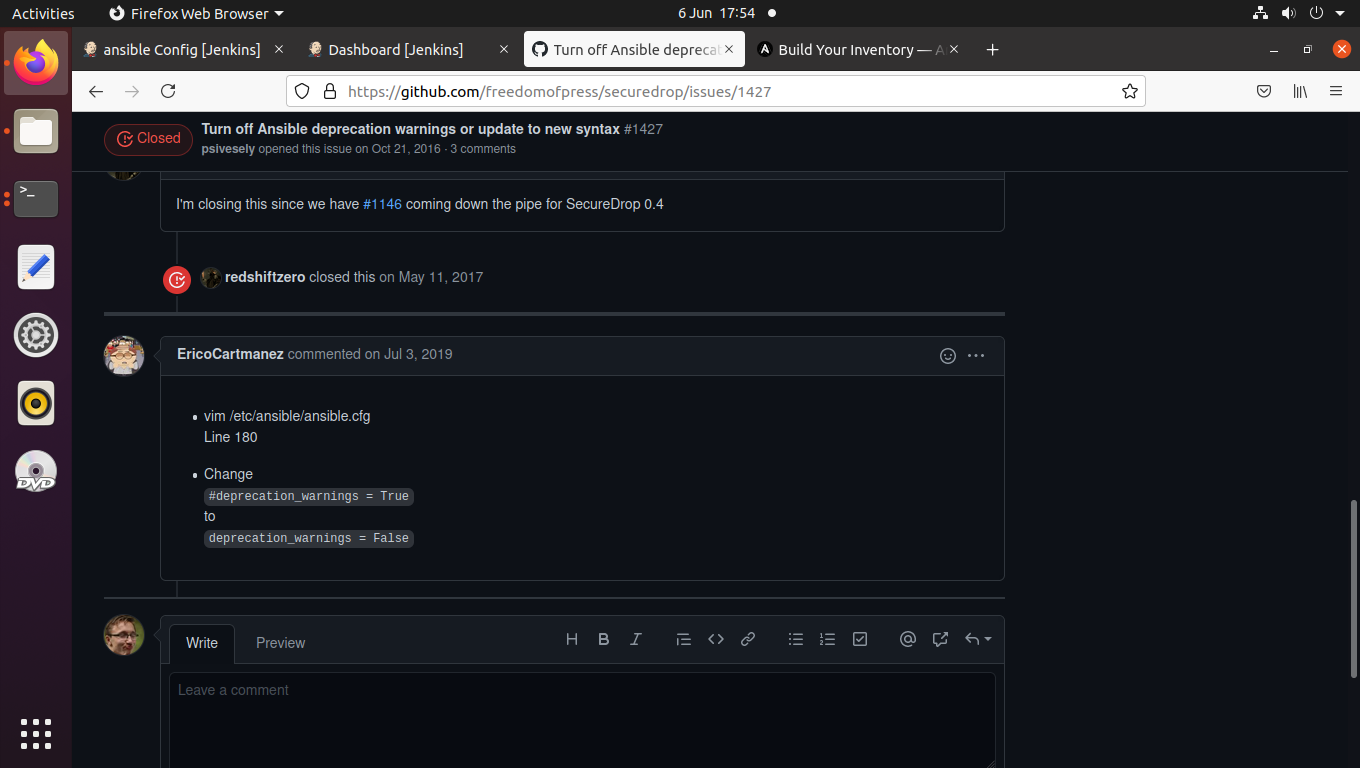 Activities
Firefox Web Browser
6 Jun 17:54
ansible Config [Jenkins]
Dashboard [Jenkins]
Turn off Ansible deprecat
Build Your Inventory — A
https://github.com/freedomofpress/securedrop/issues/1427
Closed
Turn off Ansible deprecation warnings or update to new syntax #1427
psivesely opened this issue on Oct 21, 2016 · 3 comments
I'm closing this since we have #1146 coming down the pipe for SecureDrop 0.4
redshiftzero closed this on May 11, 2017
EricoCartmanez commented on Jul 3, 2019
• vim /etc/ansible/ansible.cfg
Line 180
• Change
#deprecation_warnings = True
to
deprecation_warnings = False
Write
Preview
Leave a comment
DVD